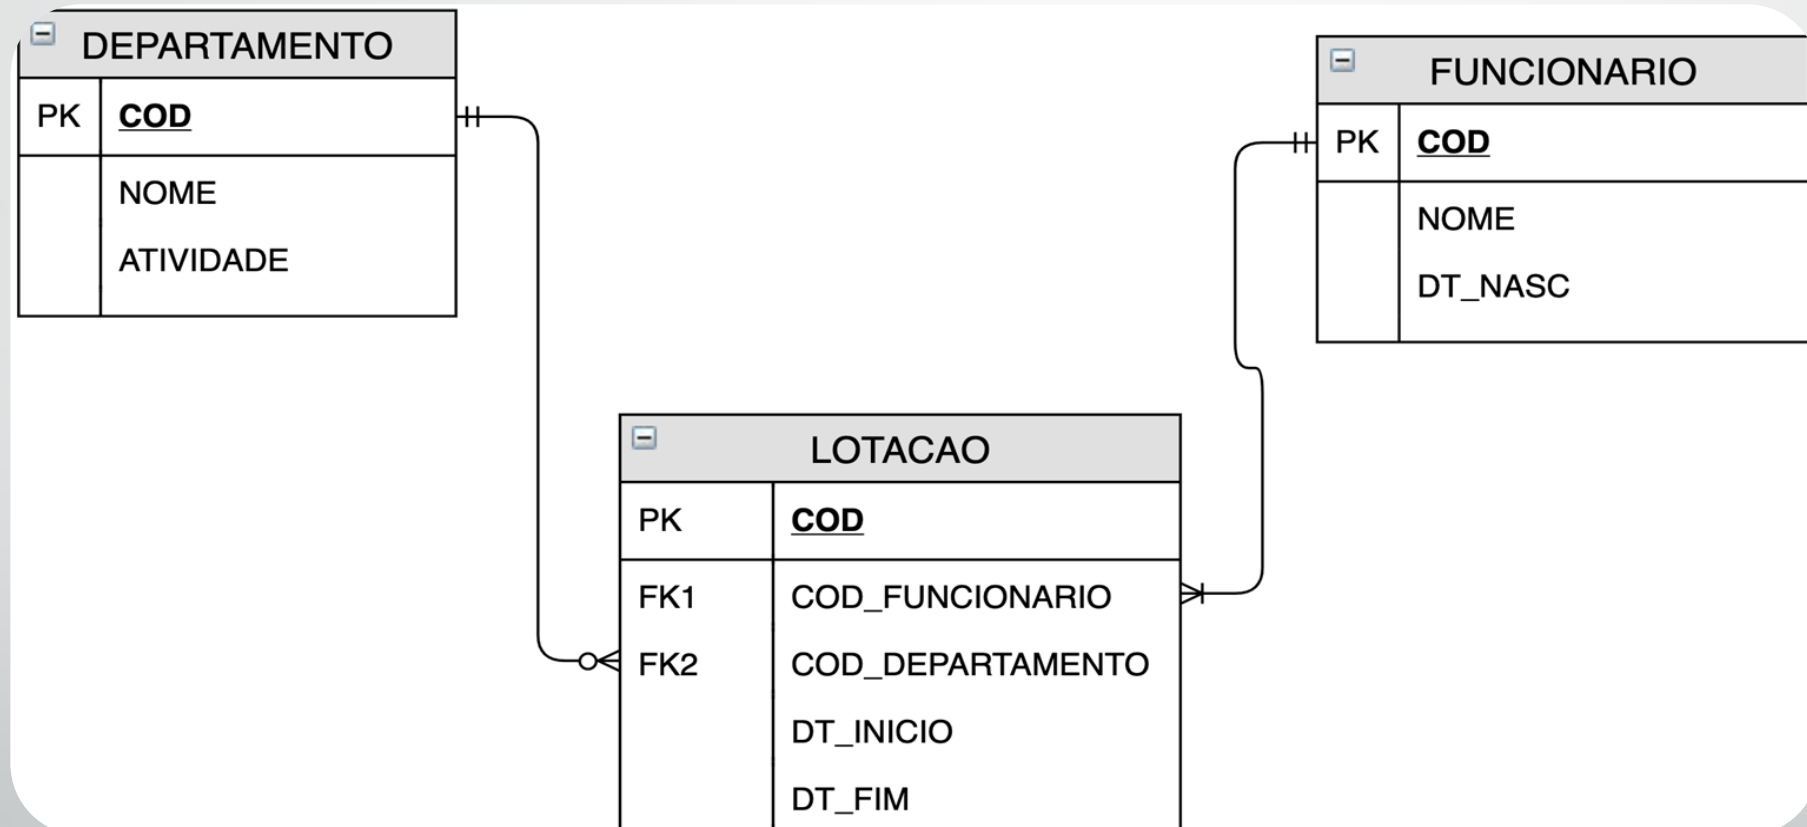 DEPARTAMENTO
PK COD
NOME
ATIVIDADE
FUNCIONARIO
PK COD
NOME
DT_NASC
LOTACAO
PK COD
FK1 COD_FUNCIONARIO
FK2 COD_DEPARTAMENTO
DT_INICIO
DT_FIM